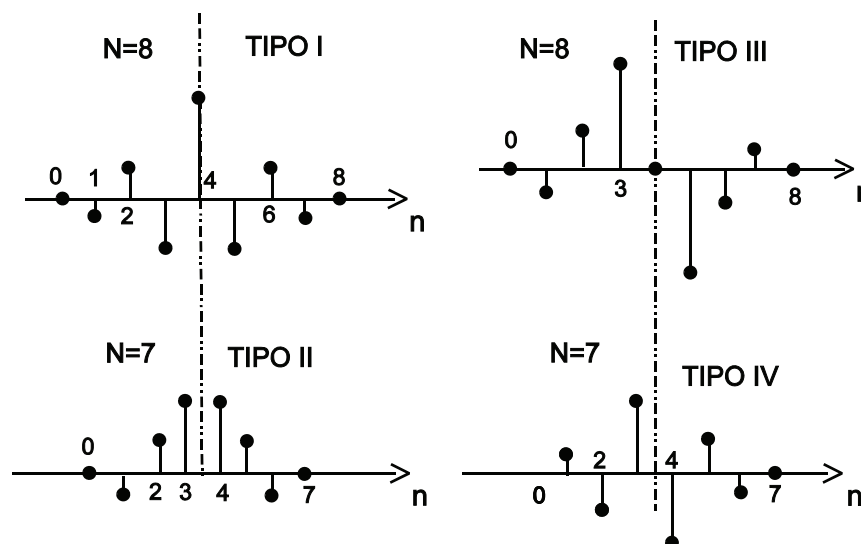 N=8 TIPO I
0 1 2 4 6 8 n
N=8 TIPO III
0 3 8
N=7 TIPO II
0 2 3 4 7 n
N=7 TIPO IV
0 2 4 7 n